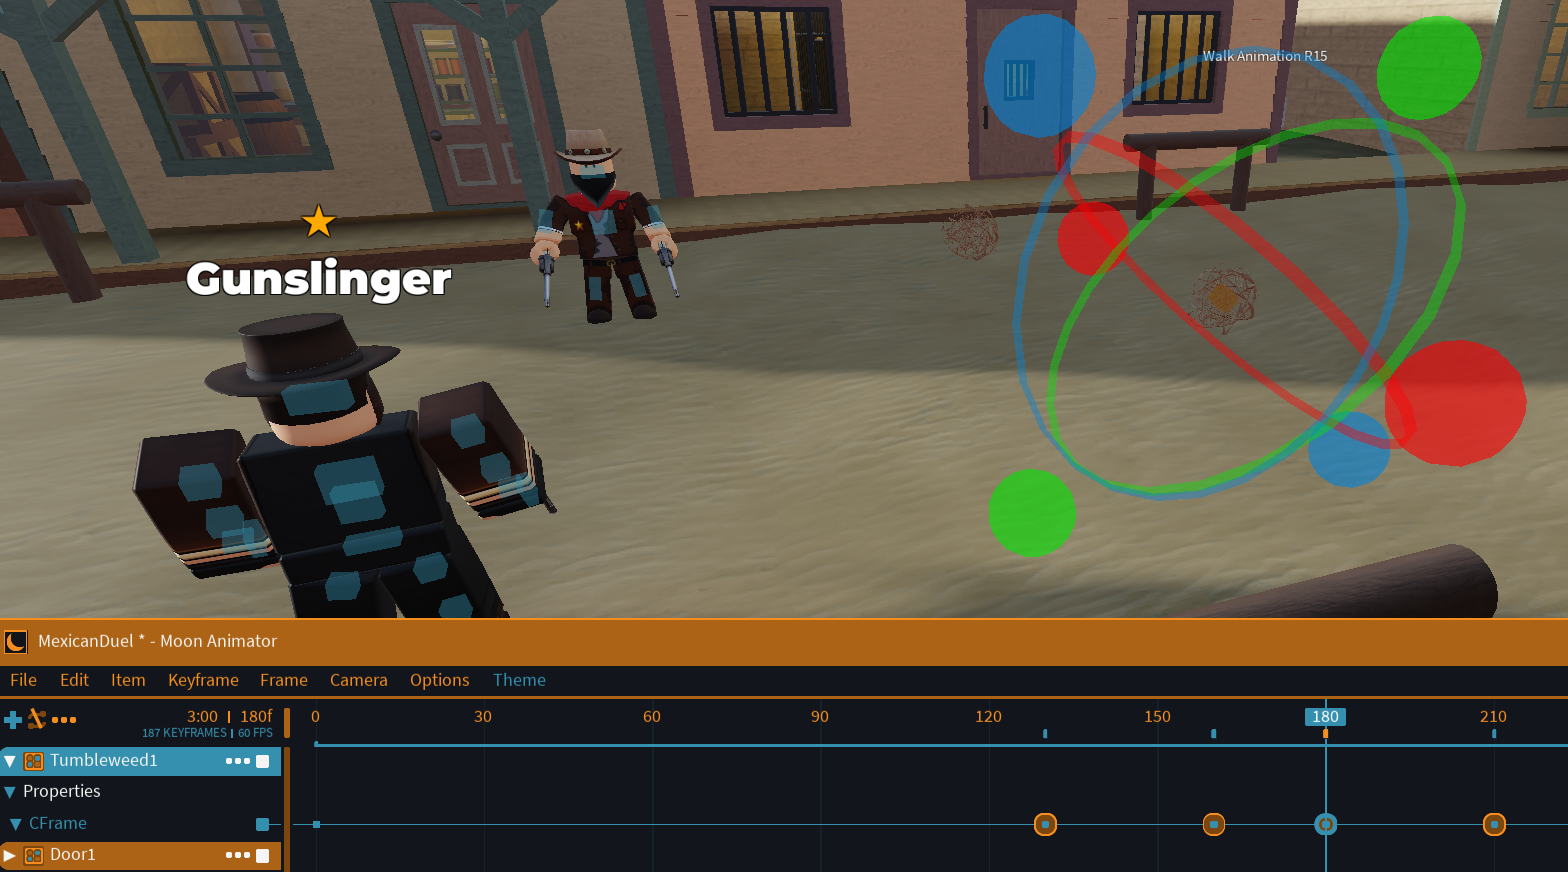 Walk Animation R15
Gunslinger
MexicanDuel * - Moon Animator
File Edit Item Keyframe Frame Camera Options Theme
3:00 | 180f
187 KEYFRAMES | 60 FPS
0 30 60 90 120 150 180 210
Tumbleweed1
Properties
CFrame
Door1